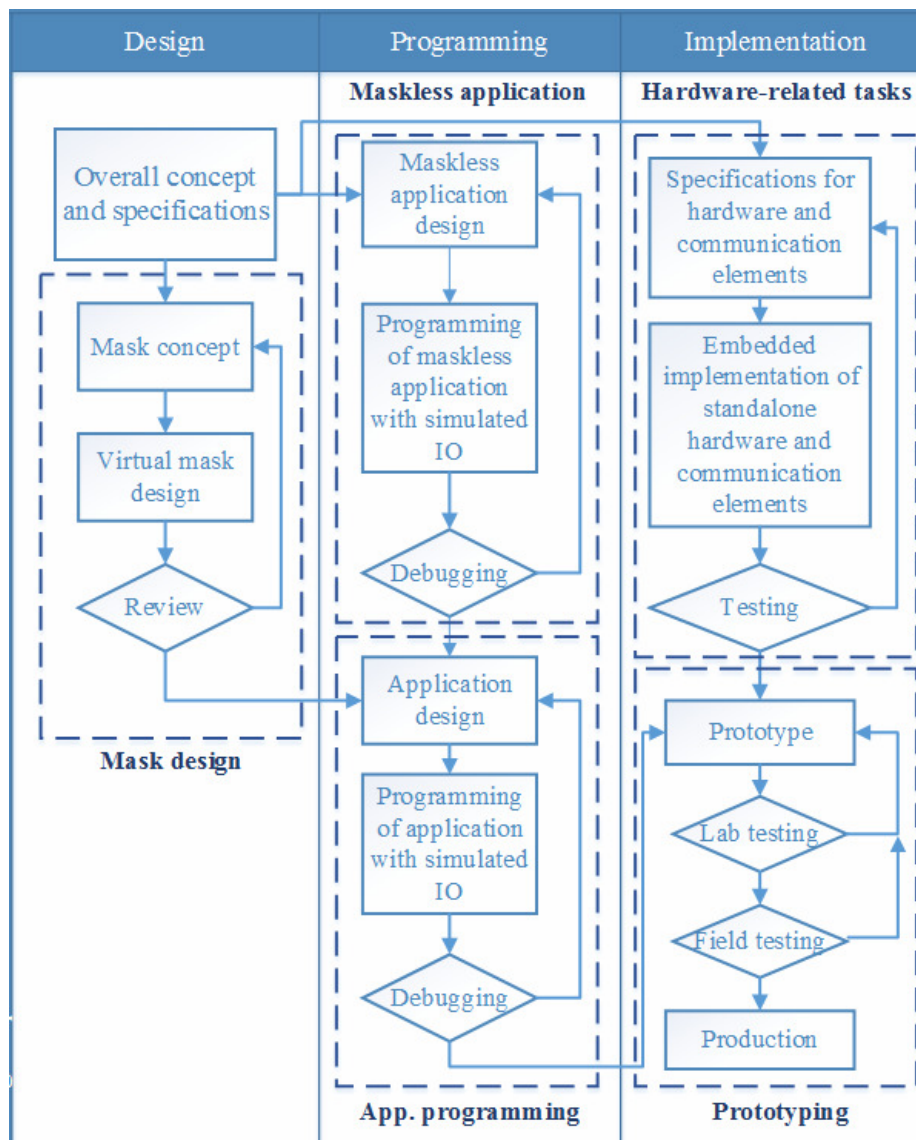 Design
Programming
Implementation
Maskless application
Hardware-related tasks
Overall concept
and specifications
Mask concept
Virtual mask
design
Review
Mask design
Maskless
application
design
Programming
of maskless
application
with simulated
IO
Debugging
Application
design
Programming
of application
with simulated
IO
Debugging
App. programming
Specifications for
hardware and
communication
elements
Embedded
implementation of
standalone
hardware and
communication
elements
Testing
Prototype
Lab testing
Field testing
Production
Prototyping